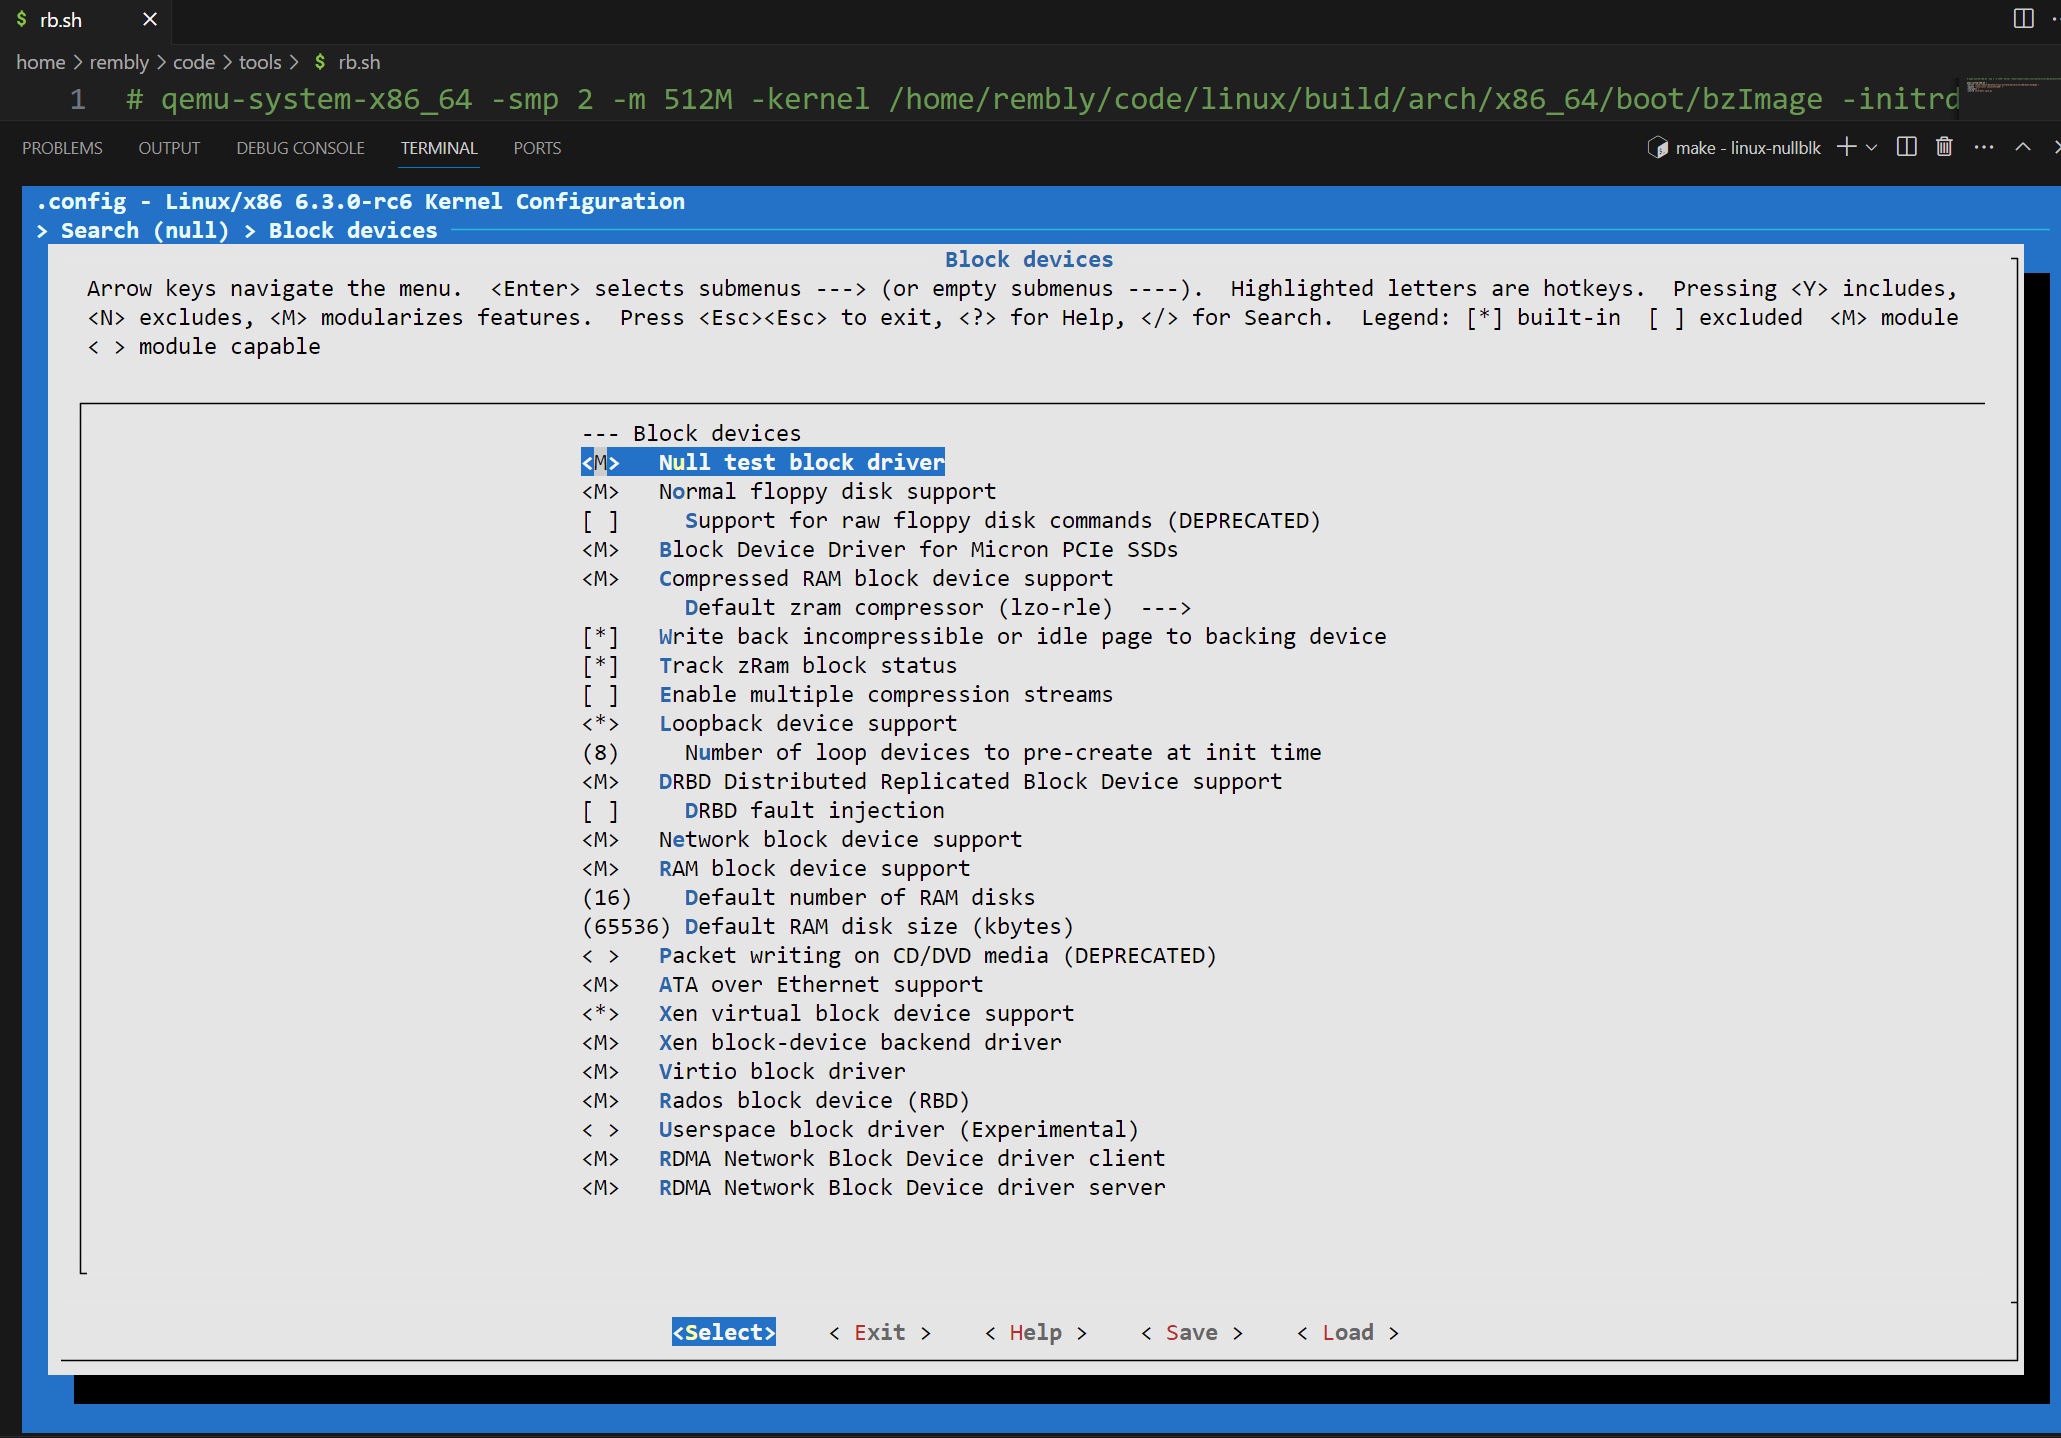 $ rb.sh
home > rembly > code > tools > $ rb.sh
1 # qemu-system-x86_64 -smp 2 -m 512M -kernel /home/rembly/code/linux/build/arch/x86_64/boot/bzImage -initrd
PROBLEMS OUTPUT DEBUG CONSOLE TERMINAL PORTS make - linux-nullblk
.config - Linux/x86 6.3.0-rc6 Kernel Configuration
> Search (null) > Block devices
Block devices
Arrow keys navigate the menu.  <Enter> selects submenus ---> (or empty submenus ----).  Highlighted letters are hotkeys.  Pressing <Y> includes,
<N> excludes, <M> modularizes features.  Press <Esc><Esc> to exit, <?> for Help, </> for Search.  Legend: [*] built-in  [ ] excluded  <M> module
< > module capable
--- Block devices
<M>   Null test block driver
<M>   Normal floppy disk support
[ ]     Support for raw floppy disk commands (DEPRECATED)
<M>   Block Device Driver for Micron PCIe SSDs
<M>   Compressed RAM block device support
Default zram compressor (lzo-rle)  --->
[*]   Write back incompressible or idle page to backing device
[*]   Track zRam block status
[ ]   Enable multiple compression streams
<*>   Loopback device support
(8)     Number of loop devices to pre-create at init time
<M>   DRBD Distributed Replicated Block Device support
[ ]     DRBD fault injection
<M>   Network block device support
<M>   RAM block device support
(16)    Default number of RAM disks
(65536) Default RAM disk size (kbytes)
< >   Packet writing on CD/DVD media (DEPRECATED)
<M>   ATA over Ethernet support
<*>   Xen virtual block device support
<M>   Xen block-device backend driver
<M>   Virtio block driver
<M>   Rados block device (RBD)
< >   Userspace block driver (Experimental)
<M>   RDMA Network Block Device driver client
<M>   RDMA Network Block Device driver server
<Select>    < Exit >    < Help >    < Save >    < Load >